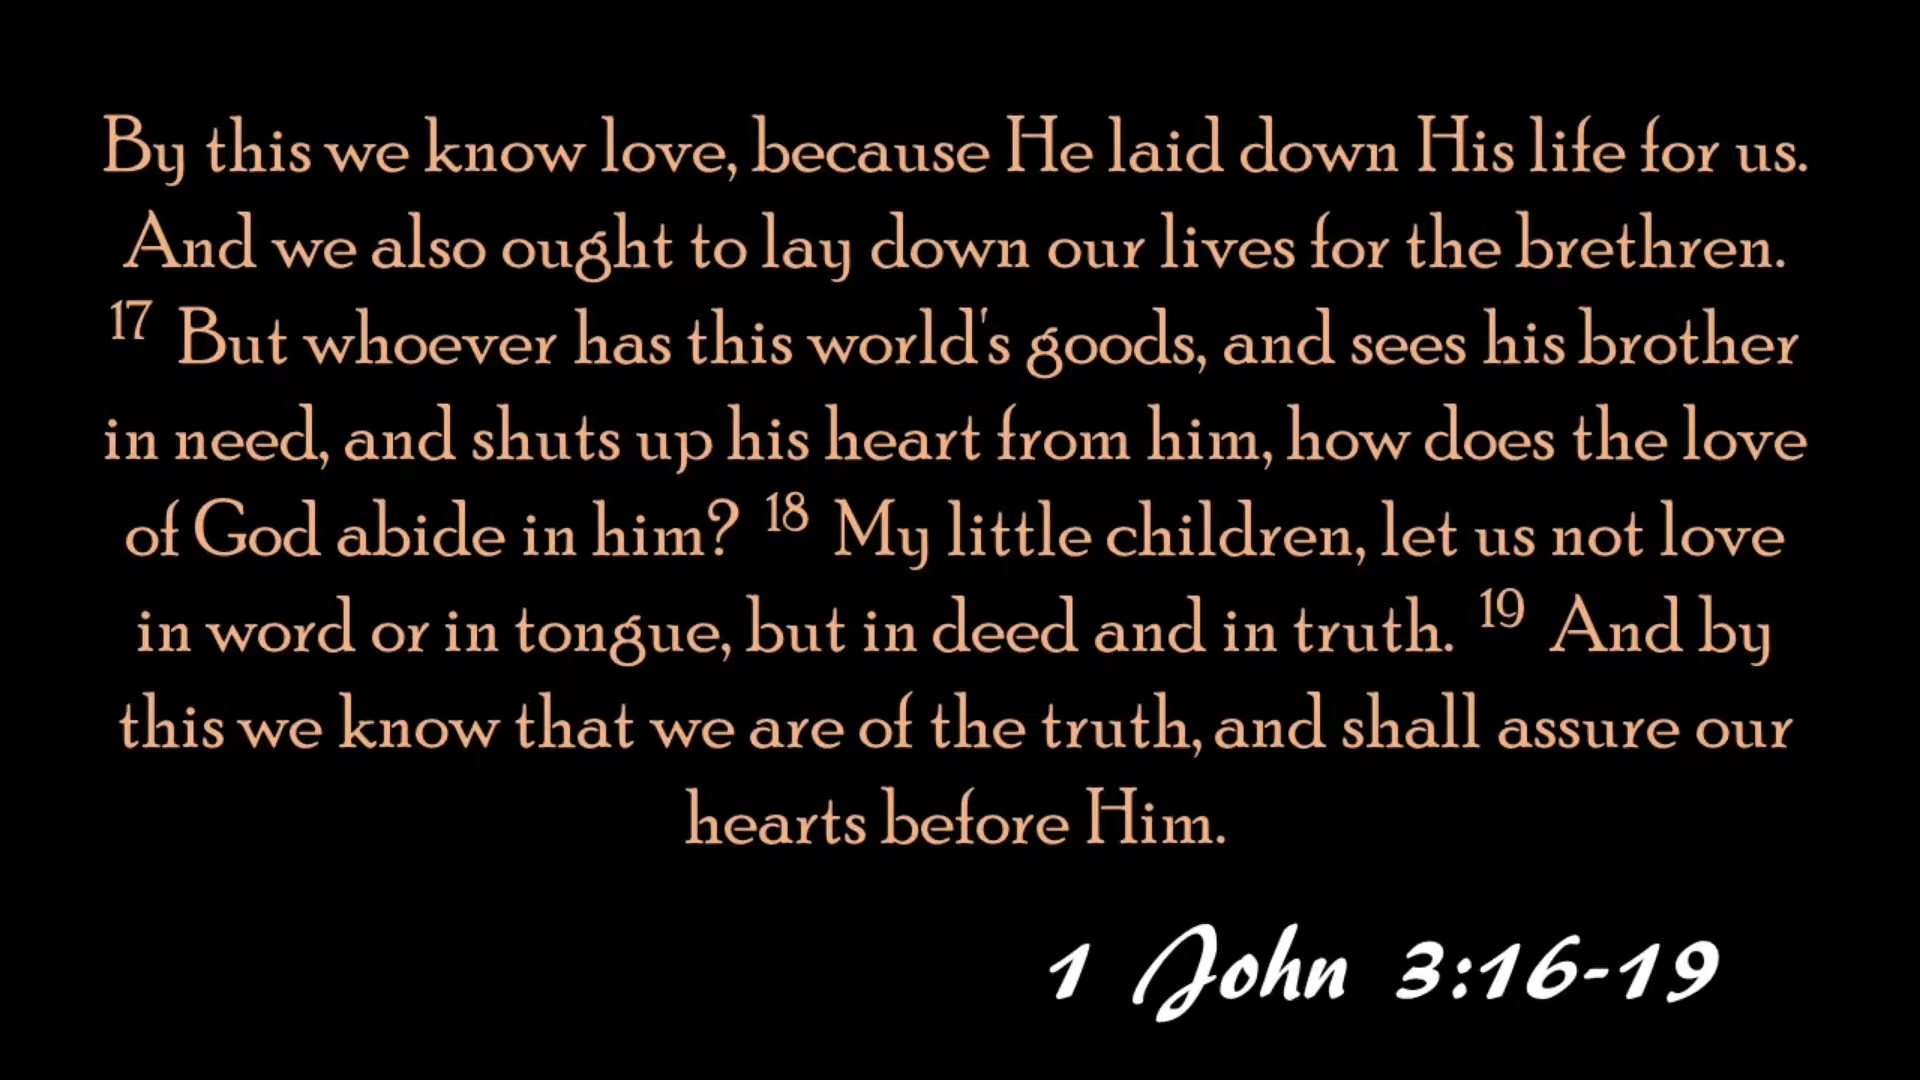 By this we know love, because He laid down His life for us.
And we also ought to lay down our lives for the brethren.
17 But whoever has this world's goods, and sees his brother
in need, and shuts up his heart from him, how does the love
of God abide in him? 18 My little children, let us not love
in word or in tongue, but in deed and in truth. 19 And by
this we know that we are of the truth, and shall assure our
hearts before Him.
1 John 3:16-19